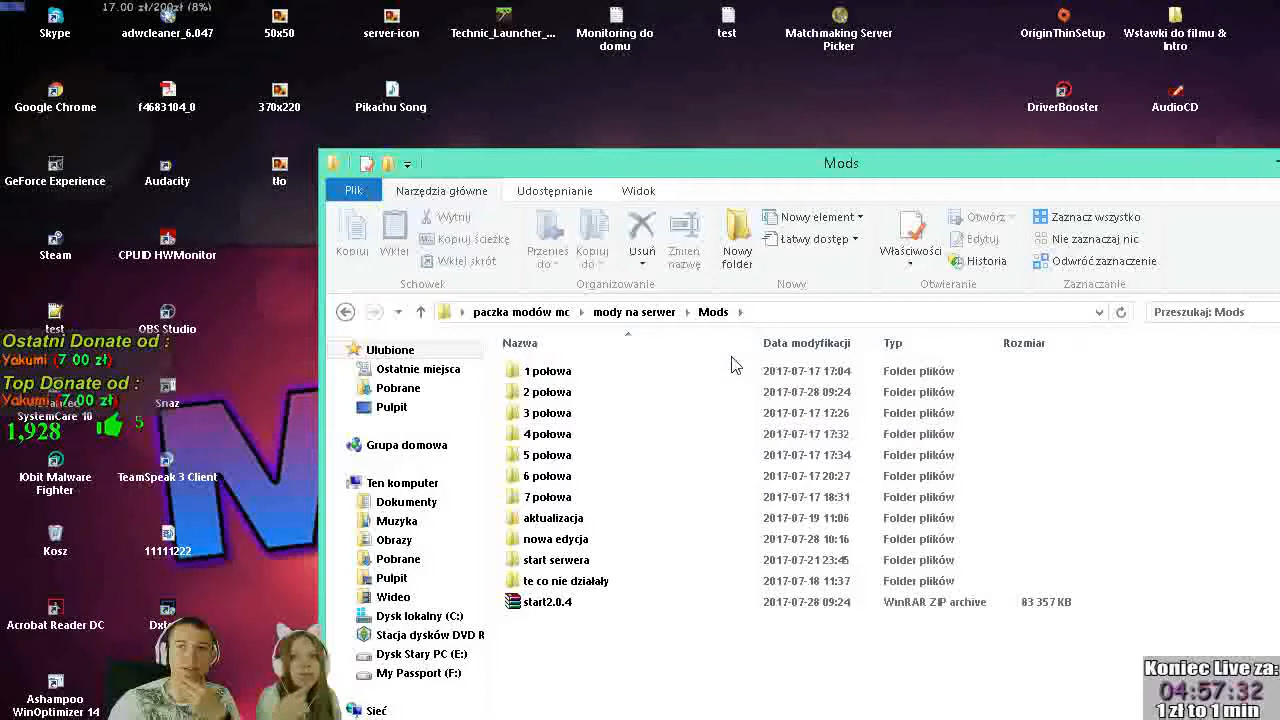 17.00 zł/200zł (8%)
Skype
adwcleaner_6.047
50x50
server-icon
Technic_Launcher_...
Monitoring do
domu
test
Matchmaking Server
Picker
OriginThinSetup
Wstawki do filmu &
Intro
Google Chrome
f4683104_0
370x220
Pikachu Song
DriverBooster
AudioCD
GeForce Experience
Audacity
tło
Steam
CPUID HWMonitor
test
OBS Studio
Ostatni Donate od :
Yakumi (7 00 zł)
Top Donate od :
Yakumi (7.00 zł)
SystemCare 10
Snaz
1,928
5
IObit Malware
Fighter
TeamSpeak 3 Client
Kosz
11111222
Acrobat Reader DC
Ashampoo
WinOptimizer 14
Mods
Plik
Narzędzia główne
Udostępnianie
Widok
Kopiuj
Wklej
Wytnij
Kopiuj ścieżkę
Wklej skrót
Schowek
Przenieś
do
Kopiuj
do
Usuń
Zmień
nazwę
Organizowanie
Nowy
folder
Nowy element
Łatwy dostęp
Nowy
Właściwości
Otwórz
Edytuj
Historia
Otwieranie
Zaznacz wszystko
Nie zaznaczaj nic
Odwróć zaznaczenie
Zaznaczanie
paczka modów mc
mody na serwer
Mods
Przeszukaj: Mods
Ulubione
Ostatnie miejsca
Pobrane
Pulpit
Grupa domowa
Ten komputer
Dokumenty
Muzyka
Obrazy
Pobrane
Pulpit
Wideo
Dysk lokalny (C:)
Stacja dysków DVD R
Dysk Stary PC (E:)
My Passport (F:)
Sieć
Nazwa Data modyfikacji Typ Rozmiar
1 połowa 2017-07-17 17:04 Folder plików
2 połowa 2017-07-28 09:24 Folder plików
3 połowa 2017-07-17 17:26 Folder plików
4 połowa 2017-07-17 17:32 Folder plików
5 połowa 2017-07-17 17:34 Folder plików
6 połowa 2017-07-17 20:27 Folder plików
7 połowa 2017-07-17 18:31 Folder plików
aktualizacja 2017-07-19 11:06 Folder plików
nowa edycja 2017-07-28 10:16 Folder plików
start serwera 2017-07-21 23:45 Folder plików
te co nie działały 2017-07-18 11:37 Folder plików
start2.0.4 2017-07-28 09:24 WinRAR ZIP archive 83 357 KB
Koniec Live za:
04:57:32
1 zł to 1 min